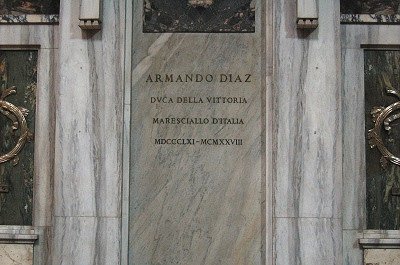 ARMANDO DIAZ
DVCA DELLA VITTORIA
MARESCIALLO D'ITALIA
MDCCCLXI-MCMXXVIII